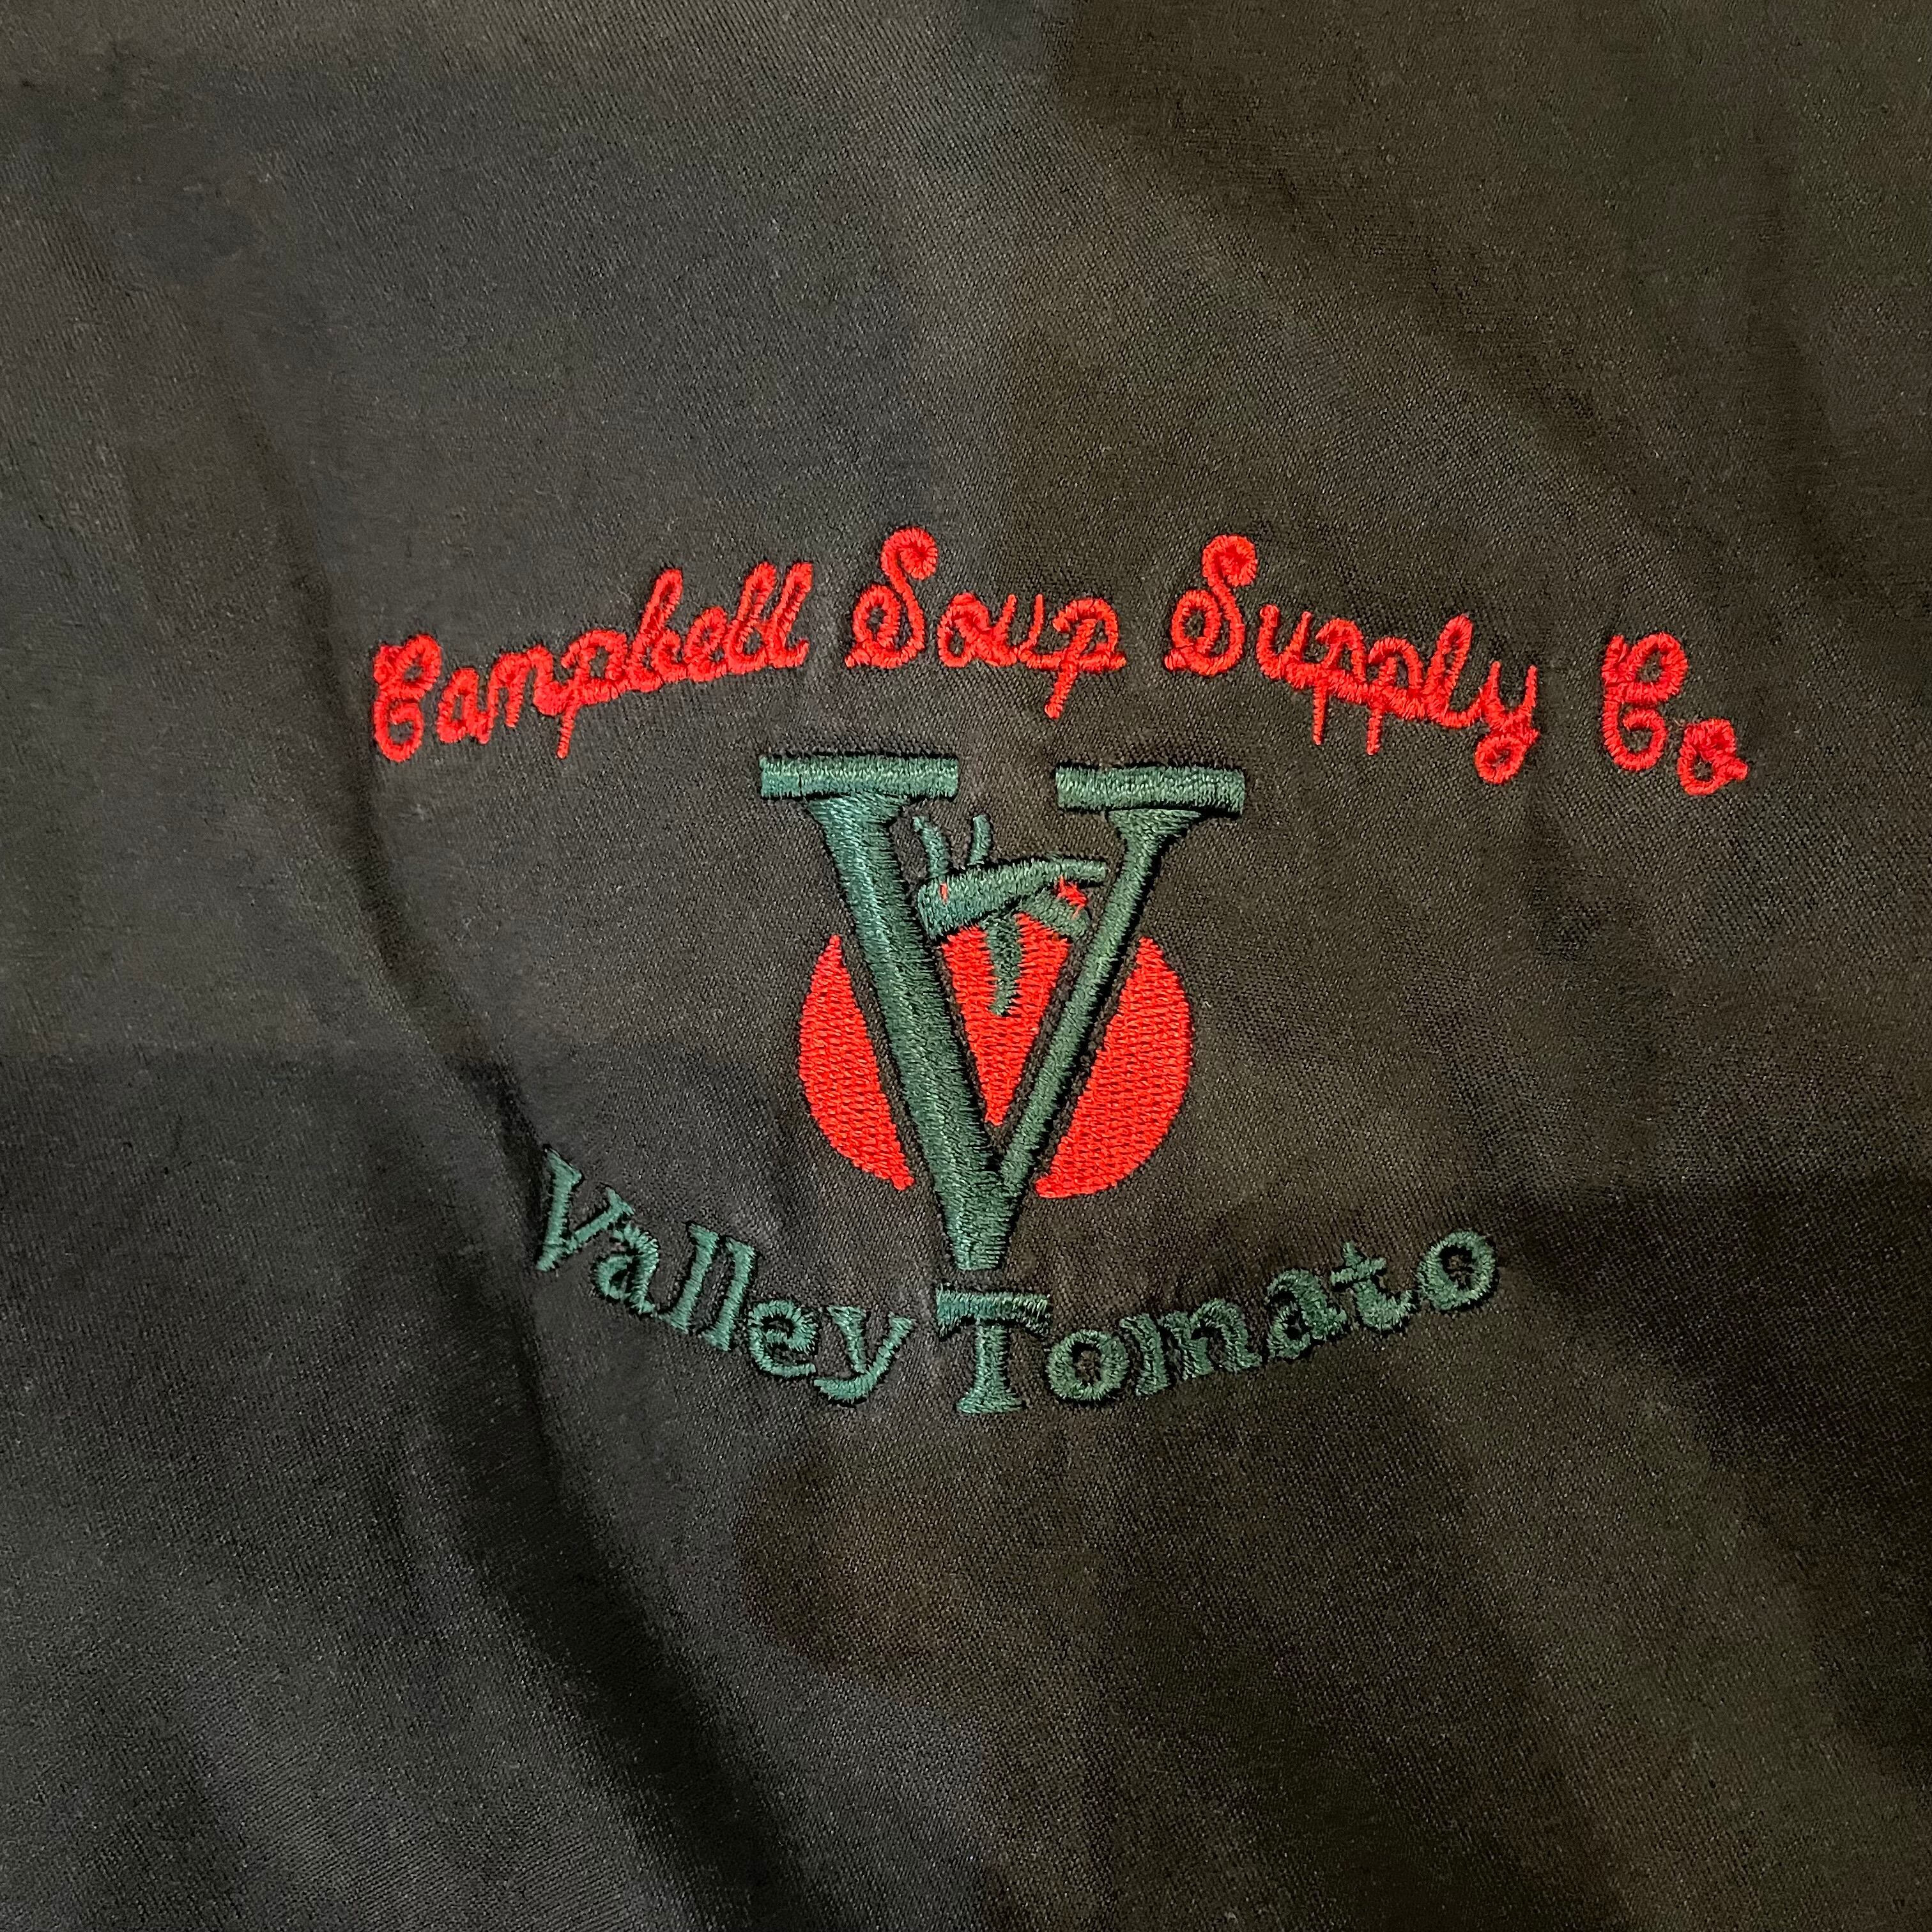 Campbell Soup Supply Co
V
Valley Tomato